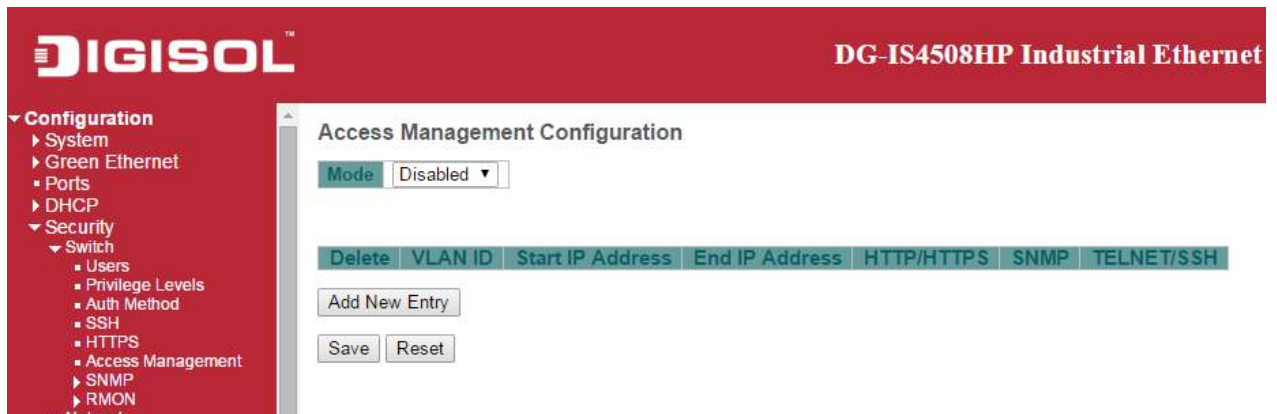 DIGISOL™
DG-IS4508HP Industrial Ethernet
Configuration
System
Green Ethernet
Ports
DHCP
Security
Switch
Users
Privilege Levels
Auth Method
SSH
HTTPS
Access Management
SNMP
RMON
Access Management Configuration
Mode Disabled
Delete VLAN ID Start IP Address End IP Address HTTP/HTTPS SNMP TELNET/SSH
Add New Entry
Save Reset